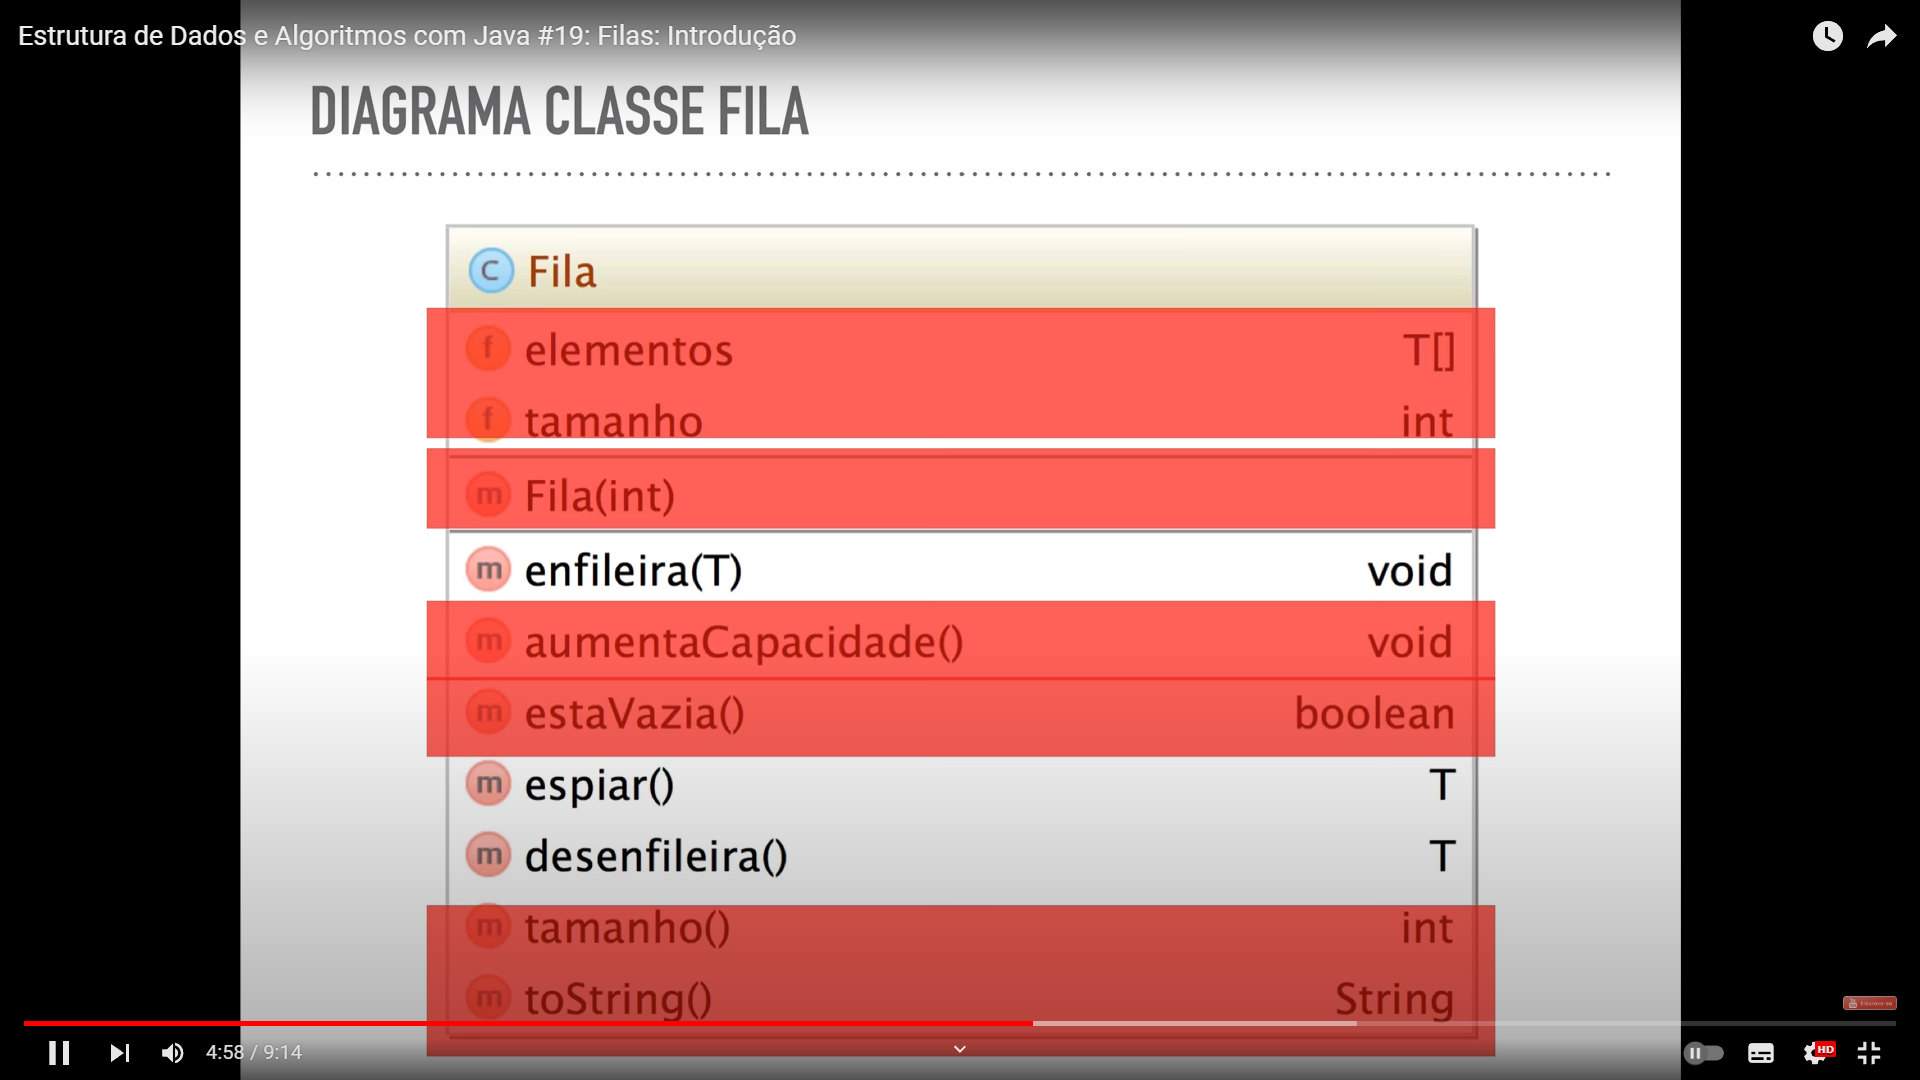 Estrutura de Dados e Algoritmos com Java #19: Filas: Introdução
DIAGRAMA CLASSE FILA
C Fila
f elementos T[]
f tamanho int
m Fila(int)
m enfileira(T) void
m aumentaCapacidade() void
m estaVazia() boolean
m espiar() T
m desenfileira() T
m tamanho() int
m toString() String
4:58 / 9:14
HD